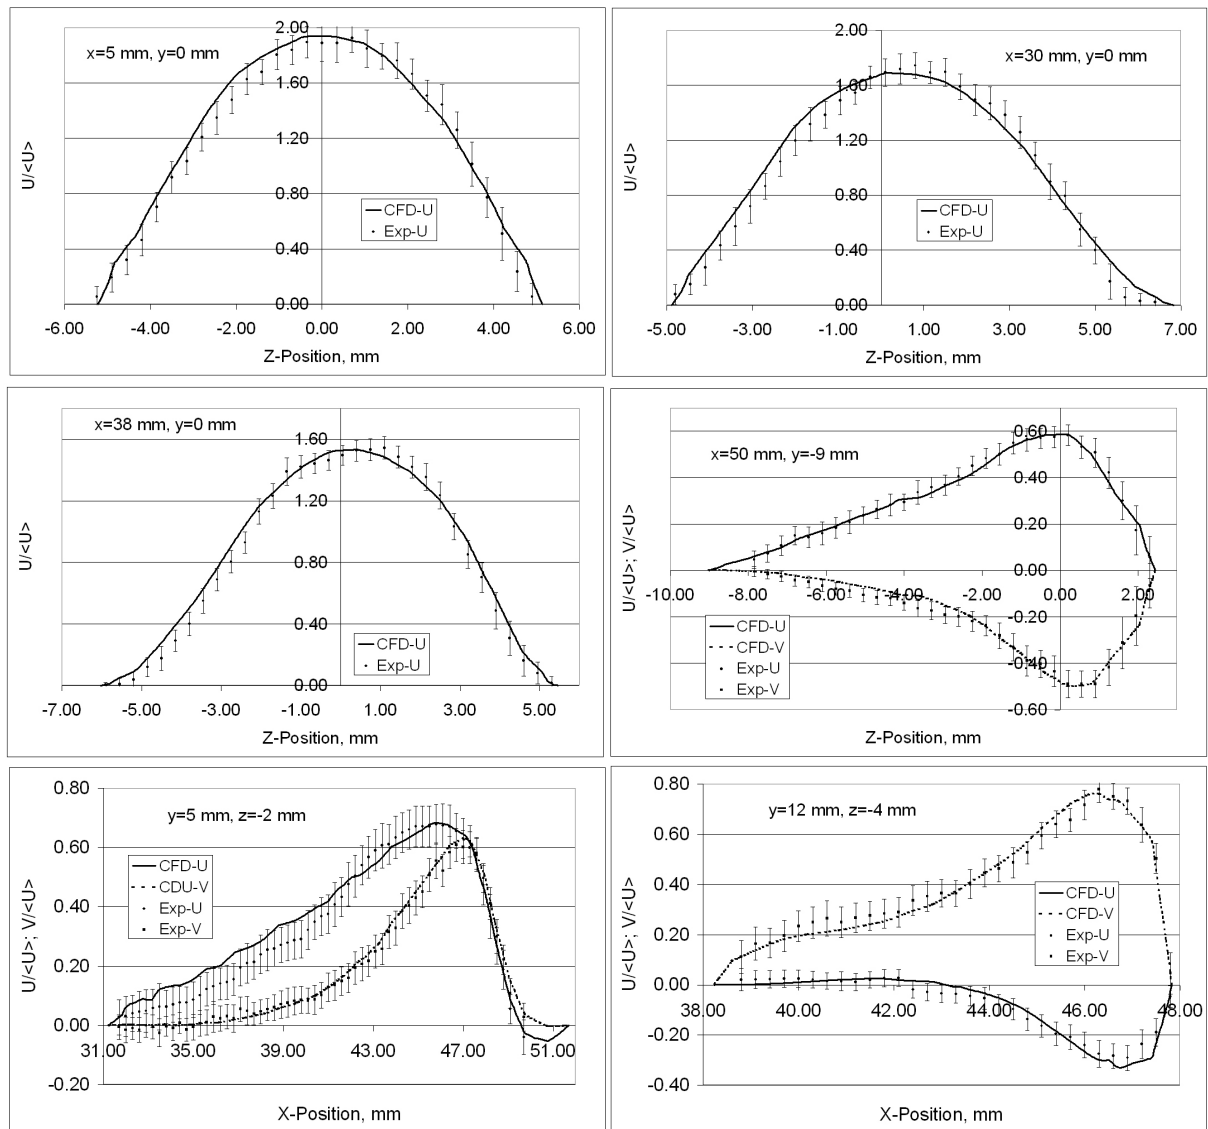 x=5 mm, y=0 mm
2.00
1.60
1.20
0.80
0.40
0.00
U/<U>
CFD-U
Exp-U
-6.00 -4.00 -2.00 0.00 2.00 4.00 6.00
Z-Position, mm
x=30 mm, y=0 mm
2.00
1.60
1.20
0.80
0.40
0.00
U/<U>
CFD-U
Exp-U
-5.00 -3.00 -1.00 1.00 3.00 5.00 7.00
Z-Position, mm
x=38 mm, y=0 mm
1.60
1.20
0.80
0.40
0.00
U/<U>
CFD-U
Exp-U
-7.00 -5.00 -3.00 -1.00 1.00 3.00 5.00
Z-Position, mm
x=50 mm, y=-9 mm
0.60
0.40
0.20
0.00
-0.20
-0.40
-0.60
U/<U>; V/<U>
-10.00 -8.00 -6.00 -4.00 -2.00 0.00 2.00
CFD-U
CFD-V
Exp-U
Exp-V
Z-Position, mm
y=5 mm, z=-2 mm
0.80
0.60
0.40
0.20
0.00
-0.20
U/<U>; V/<U>
CFD-U
CDU-V
Exp-U
Exp-V
31.00 35.00 39.00 43.00 47.00 51.00
X-Position, mm
y=12 mm, z=-4 mm
0.80
0.60
0.40
0.20
0.00
-0.20
-0.40
U/<U>; V/<U>
CFD-U
CFD-V
Exp-U
Exp-V
38.00 40.00 42.00 44.00 46.00 48.00
X-Position, mm